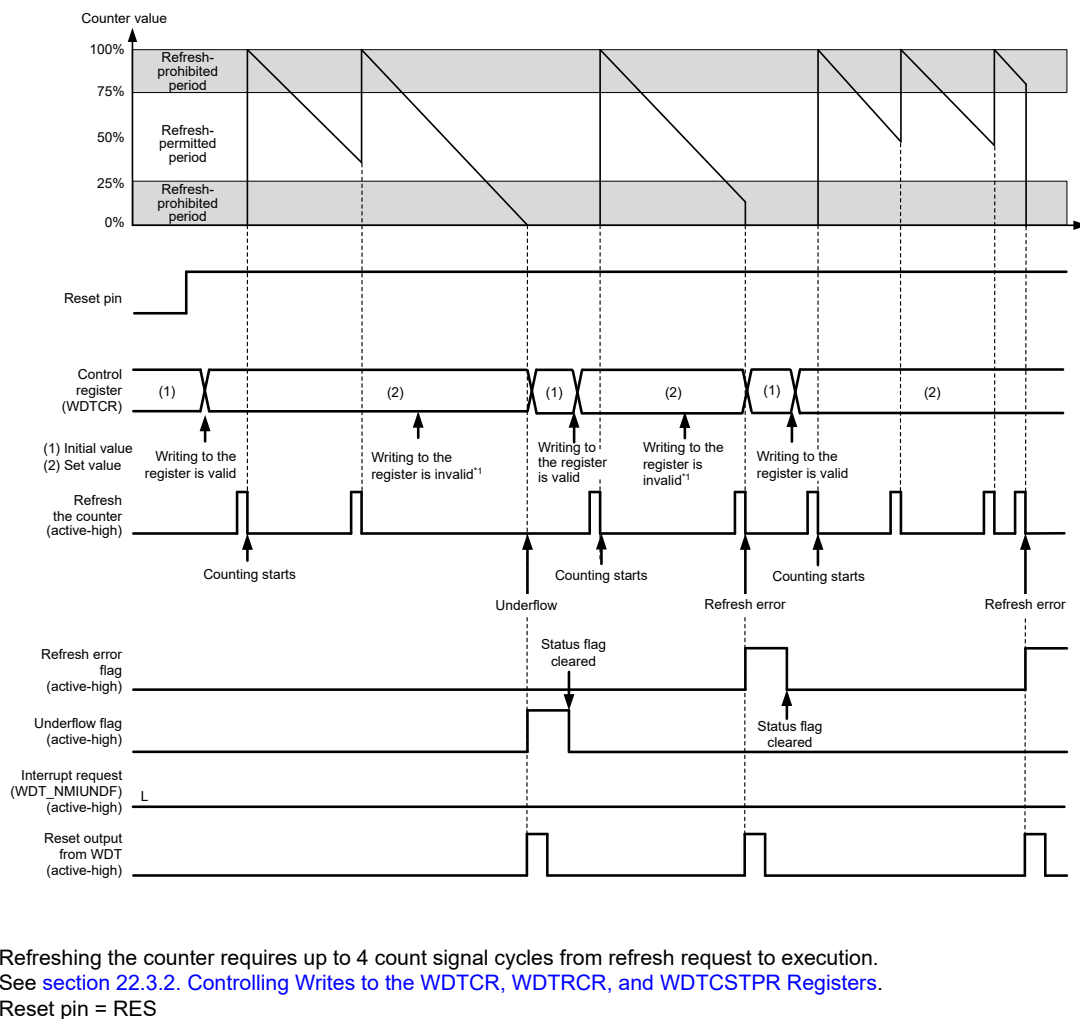 Counter value
100%
Refresh-
prohibited
period
75%
Refresh-
permitted
period
50%
25%
Refresh-
prohibited
period
0%
Reset pin
Control
register
(WDTCR)
(1)
(2)
(1)
(2)
(1)
(2)
(1) Initial value
(2) Set value
Writing to the
register is valid
Writing to the
register is invalid*1
Writing to
the register
is valid
Writing to the
register is
invalid*1
Writing to the
register is valid
Refresh
the counter
(active-high)
Counting starts
Counting starts
Counting starts
Underflow
Refresh error
Refresh error
Refresh error
flag
(active-high)
Status flag
cleared
Underflow flag
(active-high)
Status flag
cleared
Interrupt request
(WDT_NMIUNDF)
(active-high)
L
Reset output
from WDT
(active-high)
Refreshing the counter requires up to 4 count signal cycles from refresh request to execution.
See section 22.3.2. Controlling Writes to the WDTCR, WDTRCR, and WDTCSTPR Registers.
Reset pin = RES